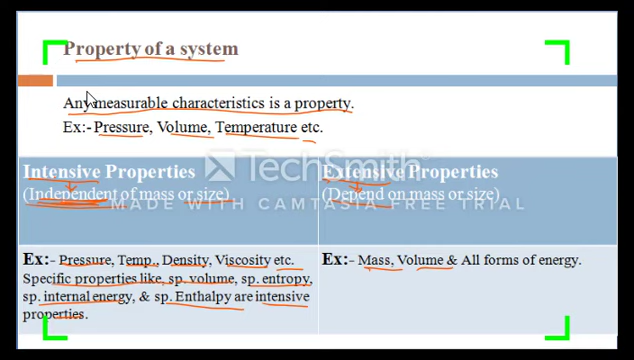 Property of a system
Any measurable characteristics is a property.
Ex:- Pressure, Volume, Temperature etc.
TechSmith
MADE WITH CAMTASIA FREE TRIAL
Intensive Properties
(Independent of mass or size)
Extensive Properties
(Depend on mass or size)
Ex:- Pressure, Temp., Density, Viscosity etc.
Specific properties like, sp. volume, sp. entropy,
sp. internal energy, & sp. Enthalpy are intensive
properties.
Ex:- Mass, Volume & All forms of energy.